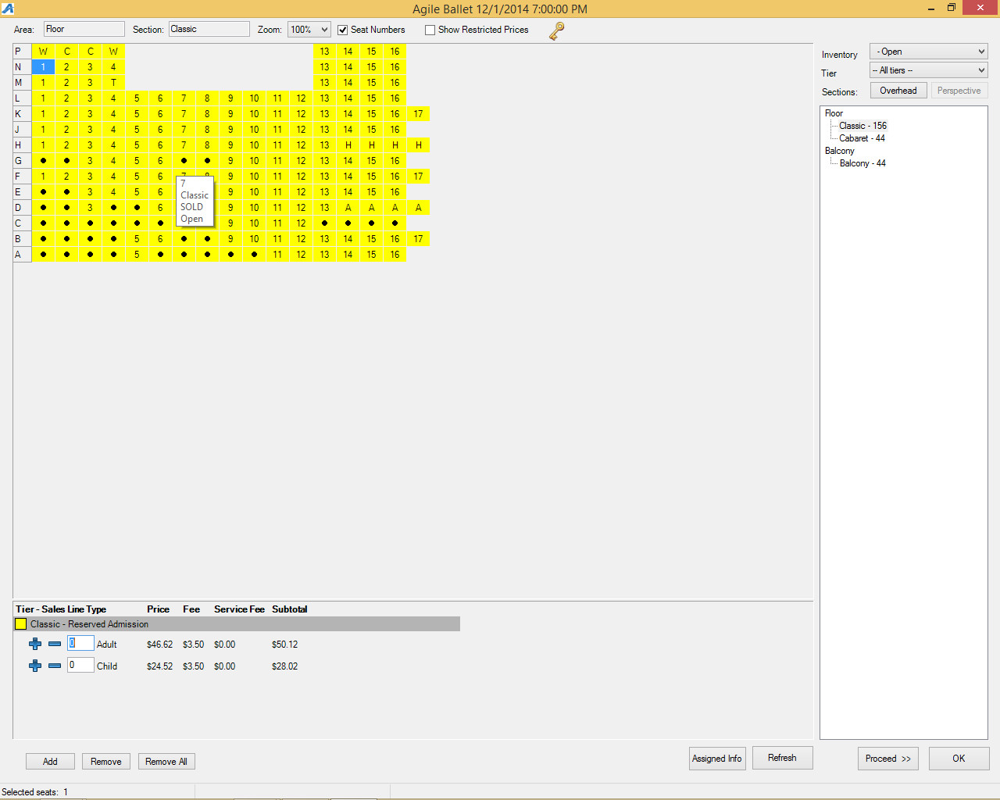 Agile Ballet 12/1/2014 7:00:00 PM
Area: Floor Section: Classic Zoom: 100% Seat Numbers Show Restricted Prices
P W C C W 13 14 15 16
N 1 2 3 4 13 14 15 16
M 1 2 3 T 13 14 15 16
L 1 2 3 4 5 6 7 8 9 10 11 12 13 14 15 16
K 1 2 3 4 5 6 7 8 9 10 11 12 13 14 15 16 17
J 1 2 3 4 5 6 7 8 9 10 11 12 13 14 15 16
H 1 2 3 4 5 6 7 8 9 10 11 12 13 H H H H
G 3 4 5 6 9 10 11 12 13 14 15 16
F 1 2 3 4 5 6 7 8 9 10 11 12 13 14 15 16 17
E 3 4 5 6 9 10 11 12 13 14 15 16
D 3 6 9 10 11 12 13 A A A A
C 9 10 11 12
B 5 6 9 10 11 12 13 14 15 16 17
A 5 11 12 13 14 15 16
7
Classic
SOLD
Open
Inventory - Open
Tier -- All tiers --
Sections: Overhead Perspective
Floor
Classic - 156
Cabaret - 44
Balcony
Balcony - 44
Tier - Sales Line Type Price Fee Service Fee Subtotal
Classic - Reserved Admission
0 Adult $46.62 $3.50 $0.00 $50.12
0 Child $24.52 $3.50 $0.00 $28.02
Add Remove Remove All Assigned Info Refresh Proceed >> OK
Selected seats: 1